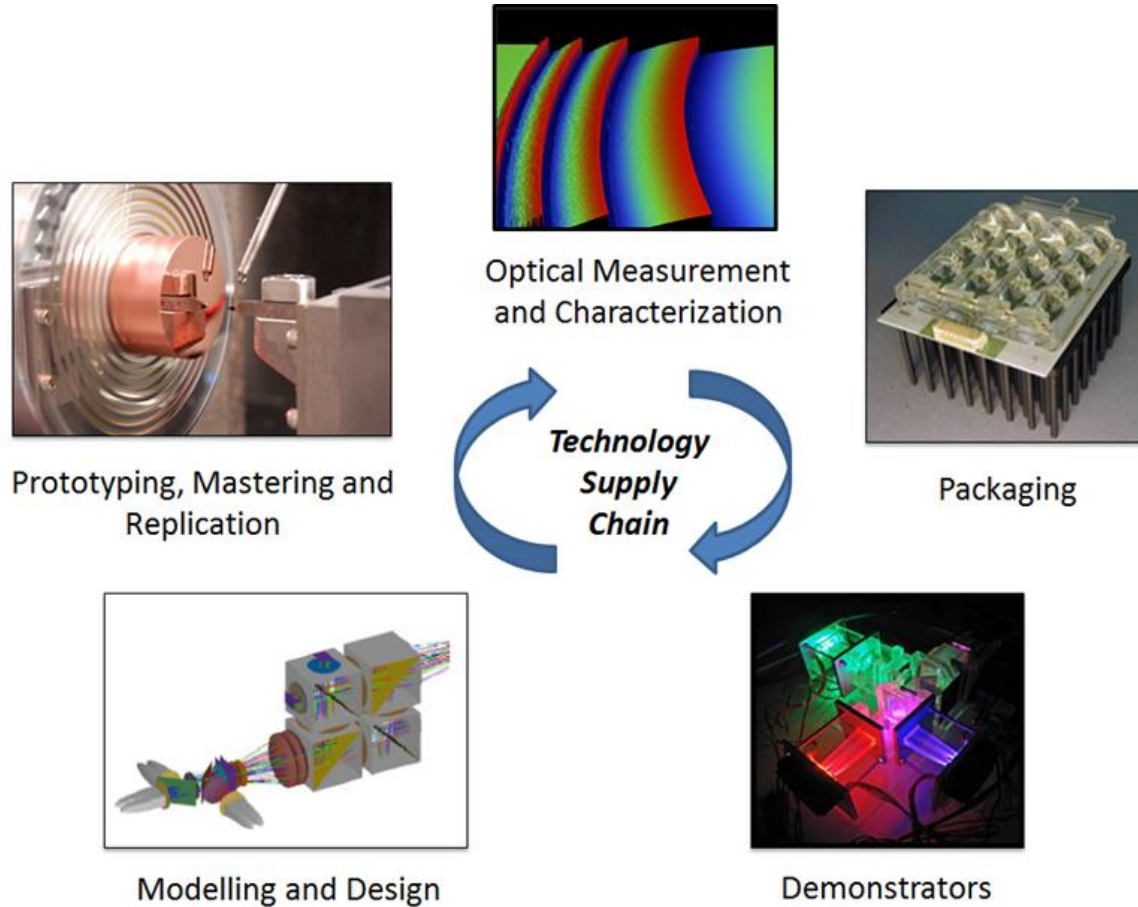 Optical Measurement
and Characterization
Prototyping, Mastering and
Replication
Technology
Supply
Chain
Packaging
Modelling and Design
Demonstrators